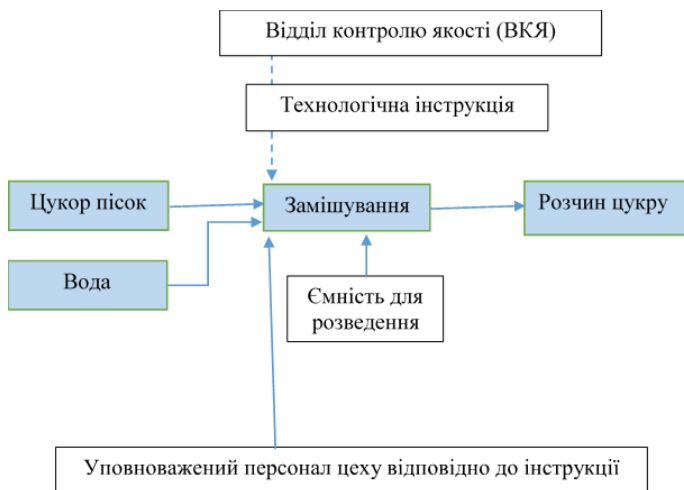 Відділ контролю якості (ВКЯ)
Технологічна інструкція
Цукор пісок
Замішування
Розчин цукру
Вода
Ємність для
розведення
Уповноважений персонал цеху відповідно до інструкції